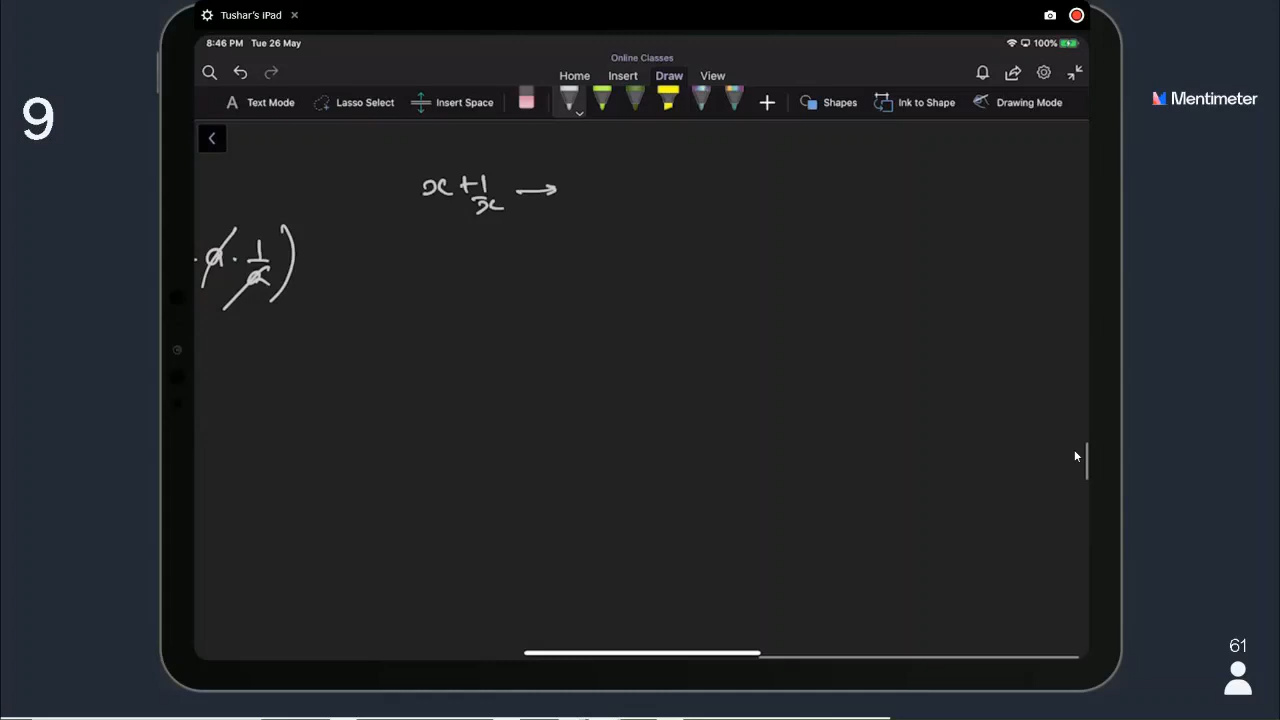 Tushar's iPad
8:46 PM Tue 26 May
100%
Online Classes
Home Insert Draw View
Text Mode Lasso Select Insert Space Shapes Ink to Shape Drawing Mode
9
Mentimeter
x + 1/x →
. a . 1/a )
61